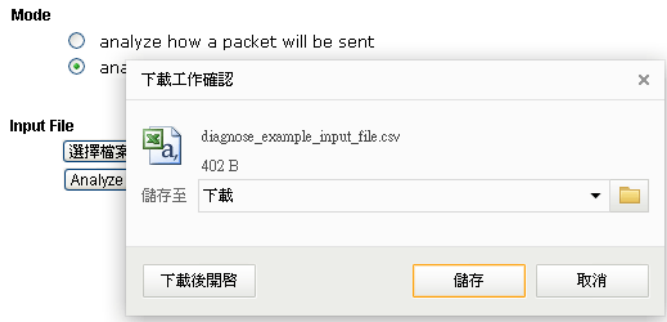 Mode
analyze how a packet will be sent
ana
下載工作確認
Input File
diagnose_example_input_file.csv
選擇檔案
402 B
Analyze
儲存至 下載
下載後開啓 儲存 取消